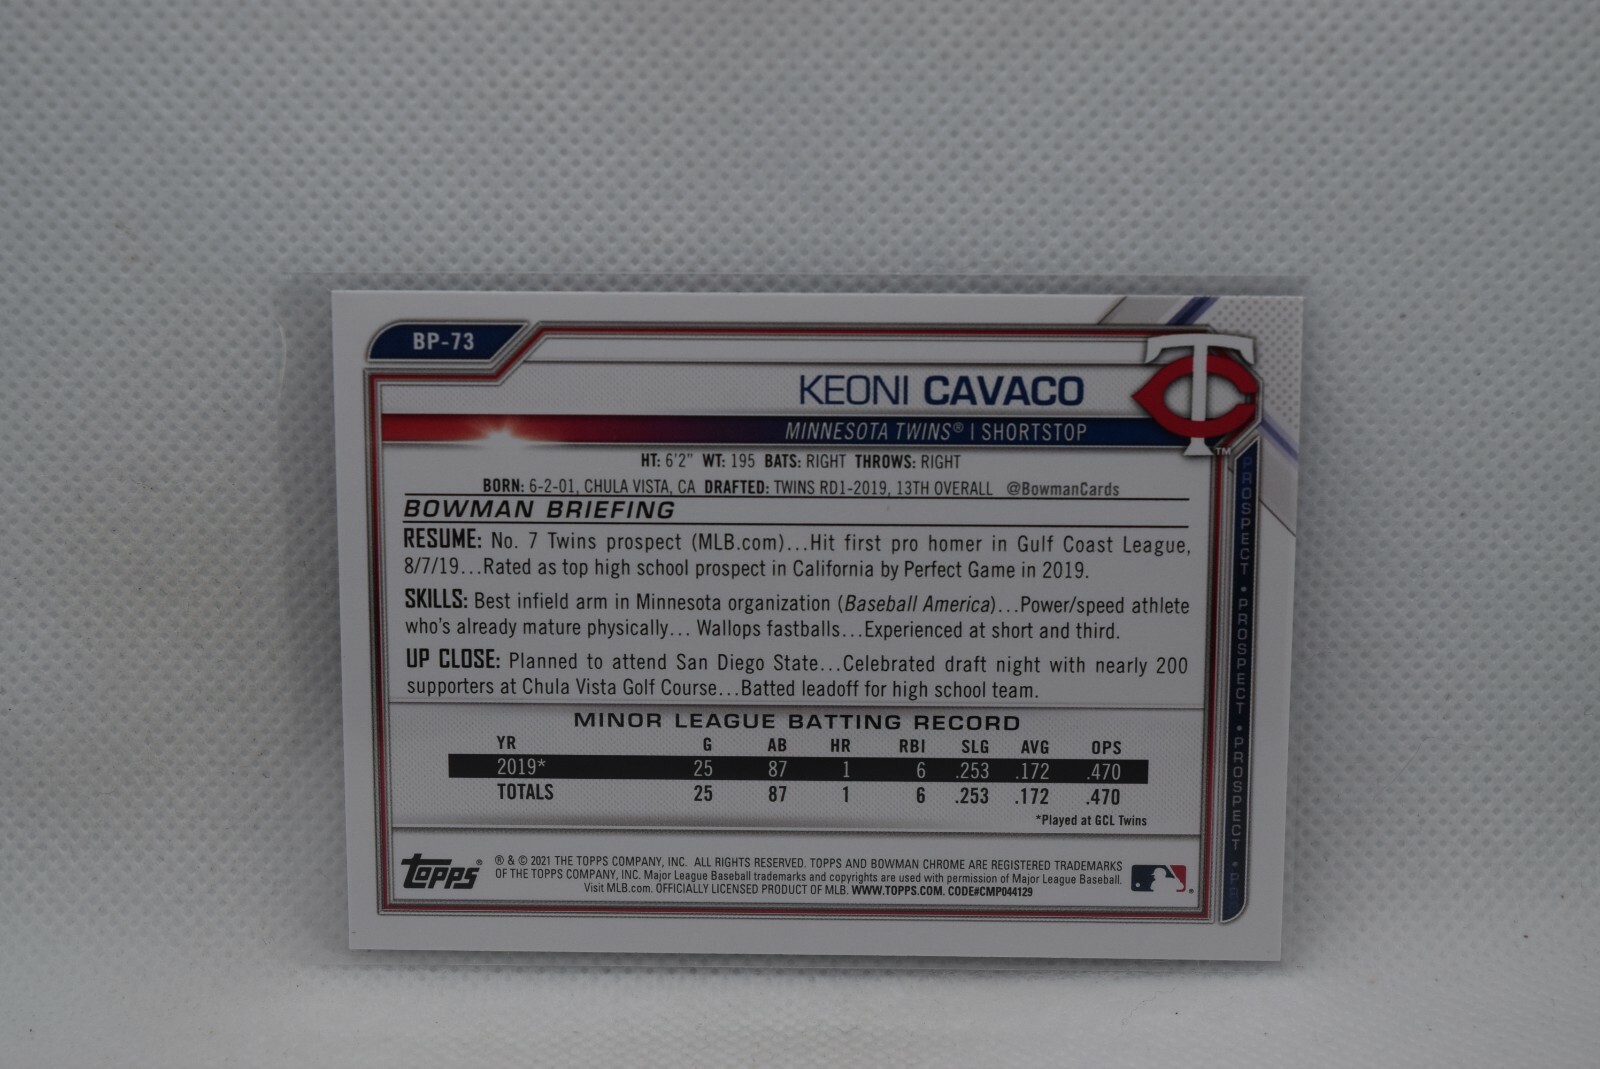 BP-73
KEONI CAVACO
MINNESOTA TWINS® | SHORTSTOP
HT: 6'2" WT: 195 BATS: RIGHT THROWS: RIGHT
BORN: 6-2-01, CHULA VISTA, CA DRAFTED: TWINS RD1-2019, 13TH OVERALL @BowmanCards
BOWMAN BRIEFING
RESUME: No. 7 Twins prospect (MLB.com)...Hit first pro homer in Gulf Coast League,
8/7/19...Rated as top high school prospect in California by Perfect Game in 2019.
SKILLS: Best infield arm in Minnesota organization (Baseball America)...Power/speed athlete
who's already mature physically... Wallops fastballs...Experienced at short and third.
UP CLOSE: Planned to attend San Diego State...Celebrated draft night with nearly 200
supporters at Chula Vista Golf Course...Batted leadoff for high school team.
MINOR LEAGUE BATTING RECORD
YR G AB HR RBI SLG AVG OPS
2019* 25 87 1 6 .253 .172 .470
TOTALS 25 87 1 6 .253 .172 .470
*Played at GCL Twins
Topps®
® & © 2021 THE TOPPS COMPANY, INC. ALL RIGHTS RESERVED. TOPPS AND BOWMAN CHROME ARE REGISTERED TRADEMARKS
OF THE TOPPS COMPANY, INC. Major League Baseball trademarks and copyrights are used with permission of Major League Baseball.
Visit MLB.com. OFFICIALLY LICENSED PRODUCT OF MLB. WWW.TOPPS.COM. CODE#CMP044129
TC™
PROSPECT • PROSPECT • PROSPECT • PR